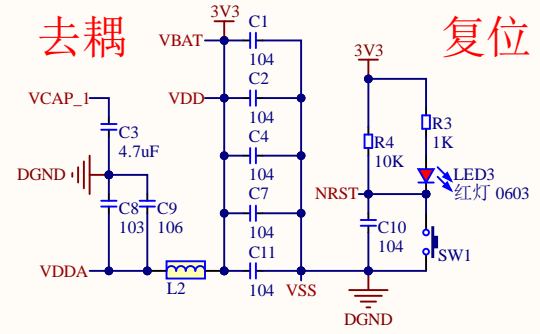 去耦
复位
3V3
C1
VBAT
104
3V3
C2
VCAP_1
VDD
104
R3
1K
C3
4.7uF
C4
104
R4
10K
DGND
LED3
红灯 0603
NRST
C8
103
C9
106
C7
104
C10
104
C11
SW1
VDDA
L2
104
VSS
DGND